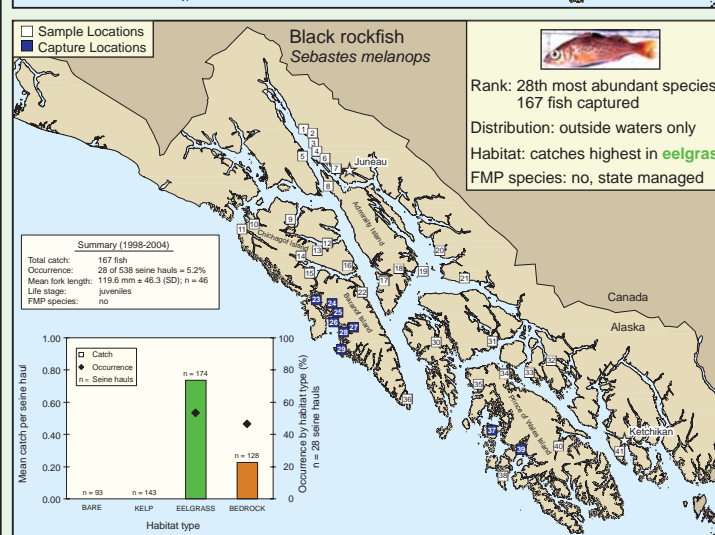 Sample Locations
Capture Locations
Black rockfish
Sebastes melanops
Rank: 28th most abundant species
167 fish captured
Distribution: outside waters only
Habitat: catches highest in eelgras
FMP species: no, state managed
1
2
3
4
5
6
7
Juneau
8
9
10
11
Chichagof Island
12
13
14
15
16
Admiralty Island
17
18
19
20
21
22
Baranof Island
23
24
25
26
27
28
29
Canada
Alaska
30
31
32
33
34
35
36
Prince of Wales Island
37
38
39
40
41
Ketchikan
Summary (1998-2004)
Total catch: 167 fish
Occurrence: 28 of 538 seine hauls = 5.2%
Mean fork length: 119.6 mm ± 46.3 (SD); n = 46
Life stage: juveniles
FMP species: no
Mean catch per seine haul
1.00
0.80
0.60
0.40
0.20
0.00
Catch
Occurrence
n = Seine hauls
n = 93
n = 143
n = 174
n = 128
BARE
KELP
EELGRASS
BEDROCK
Habitat type
100
80
60
40
20
0
Occurrence by habitat type (%)
n = 28 seine hauls